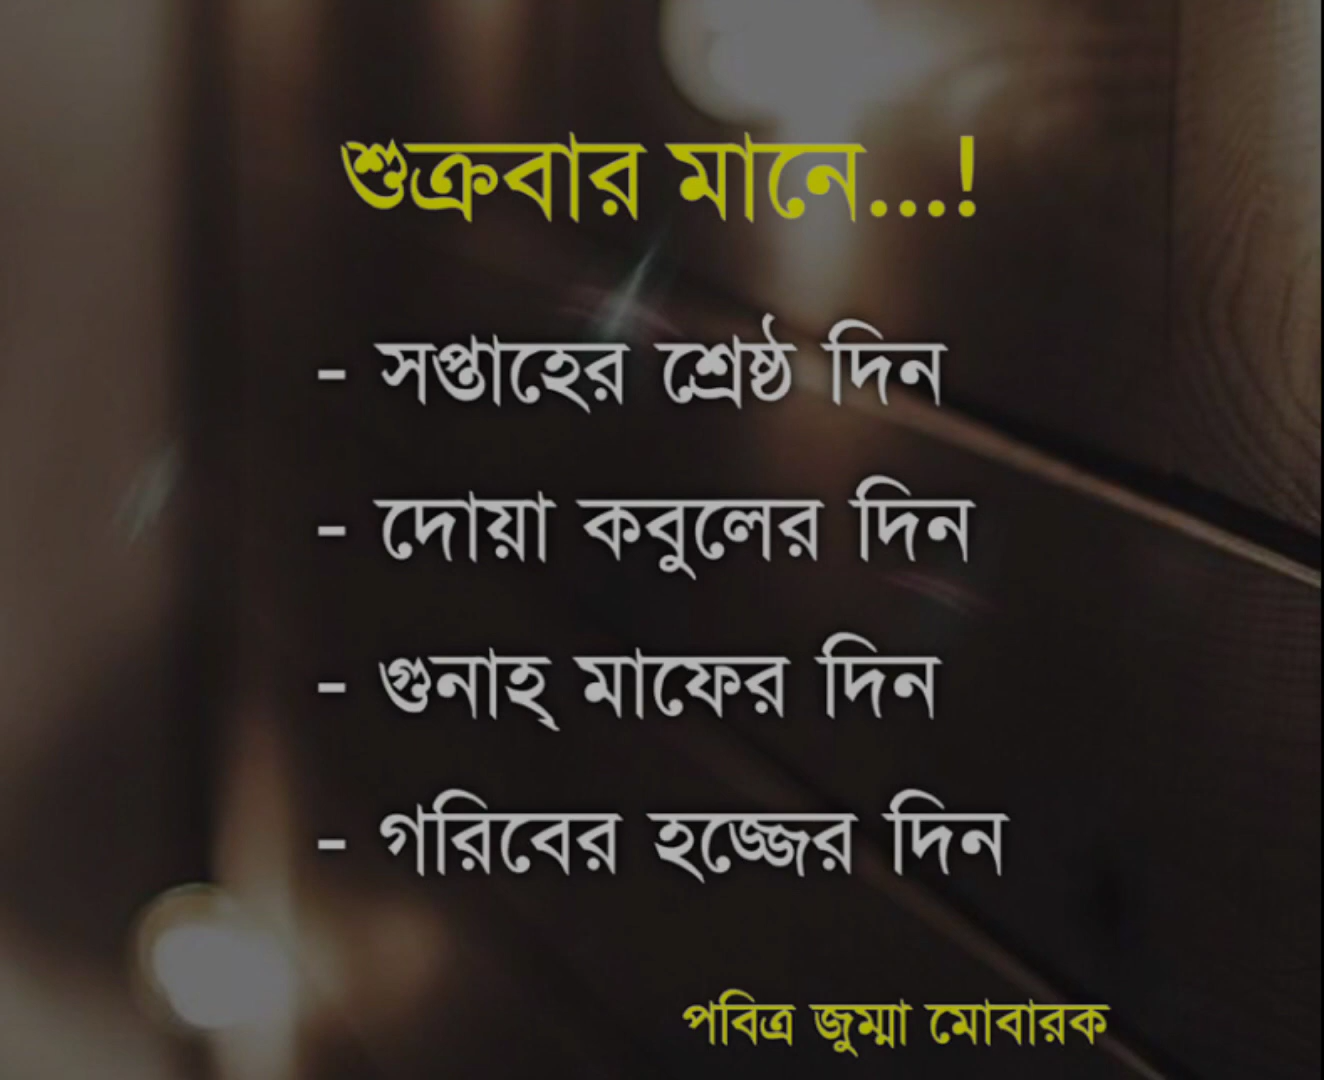 শুক্রবার মানে...!
- সপ্তাহের শ্রেষ্ঠ দিন
- দোয়া কবুলের দিন
- গুনাহ্ মাফের দিন
- গরিবের হজ্জের দিন
পবিত্র জুম্মা মোবারক